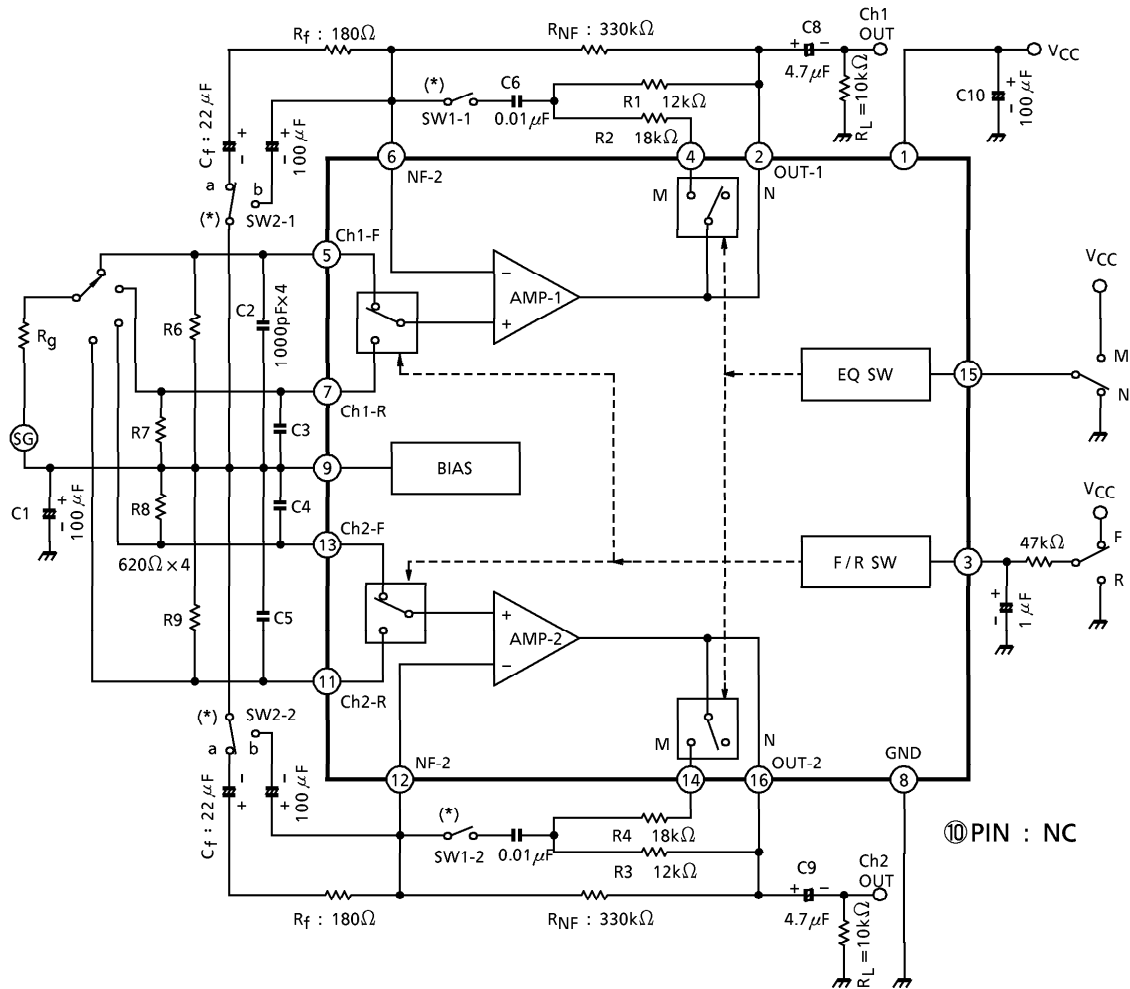 Rf : 180Ω
RNF : 330kΩ
C8
+ −
4.7μF
Ch1
OUT
VCC
(*)
SW1-1
C6
0.01μF
R1 12kΩ
R2 18kΩ
RL = 10kΩ
C10
+
−
100μF
Cf : 22μF
+
−
−
100μF
a
b
(*)
SW2-1
6
NF-2
4
2
OUT-1
1
M
N
5
Ch1-F
AMP-1
−
+
Rg
R6
C2
1000pF×4
VCC
M
N
EQ SW
15
7
Ch1-R
R7
C3
SG
9
BIAS
C1
+
−
100μF
R8
C4
Ch2-F
13
620Ω×4
VCC
F
R
47kΩ
F/R SW
3
+
−
1μF
R9
C5
AMP-2
+
−
11
Ch2-R
(*)
SW2-2
a
b
M
N
NF-2
12
14
16
OUT-2
GND
8
Cf : 22μF
−
+
−
+
100μF
(*)
SW1-2
0.01μF
R4 18kΩ
R3 12kΩ
⑩PIN : NC
Rf : 180Ω
RNF : 330kΩ
C9
+ −
4.7μF
Ch2
OUT
RL = 10kΩ